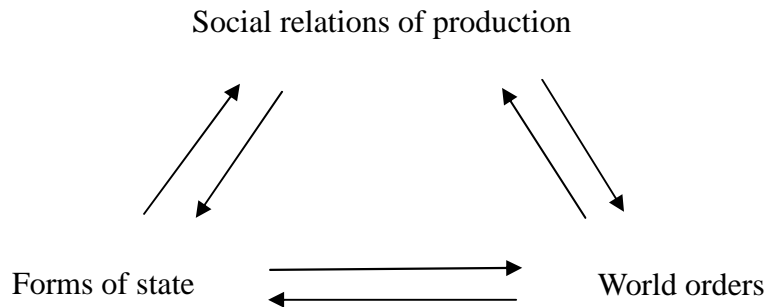 Social relations of production
Forms of state
World orders